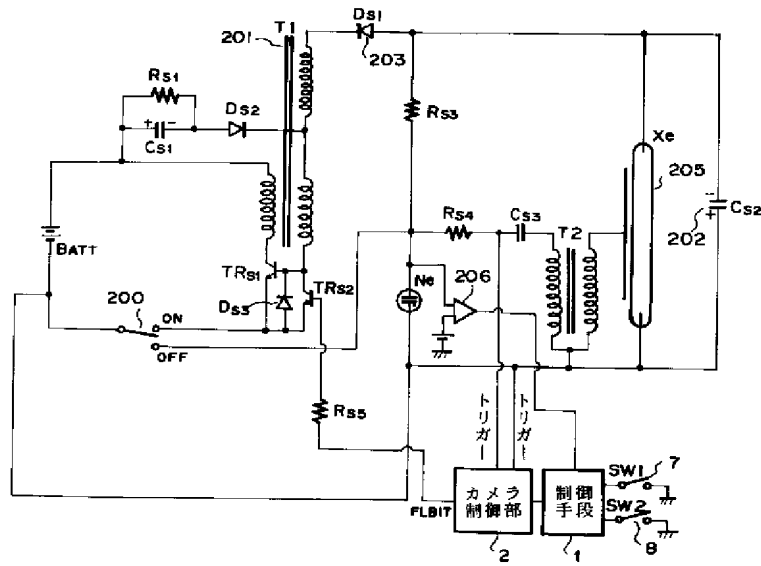 T1
201
DS1
203
RS1
DS2
CS1
+ -
RS3
Xe
205
-
+
202
CS2
BATT
RS4
CS3
T2
TRS1
TRS2
DS3
Ne
206
200
ON
OFF
RS5
トリガー
トリガー
FLBIT
カメラ
制御部
2
制御
手段
1
SW1
7
SW2
8